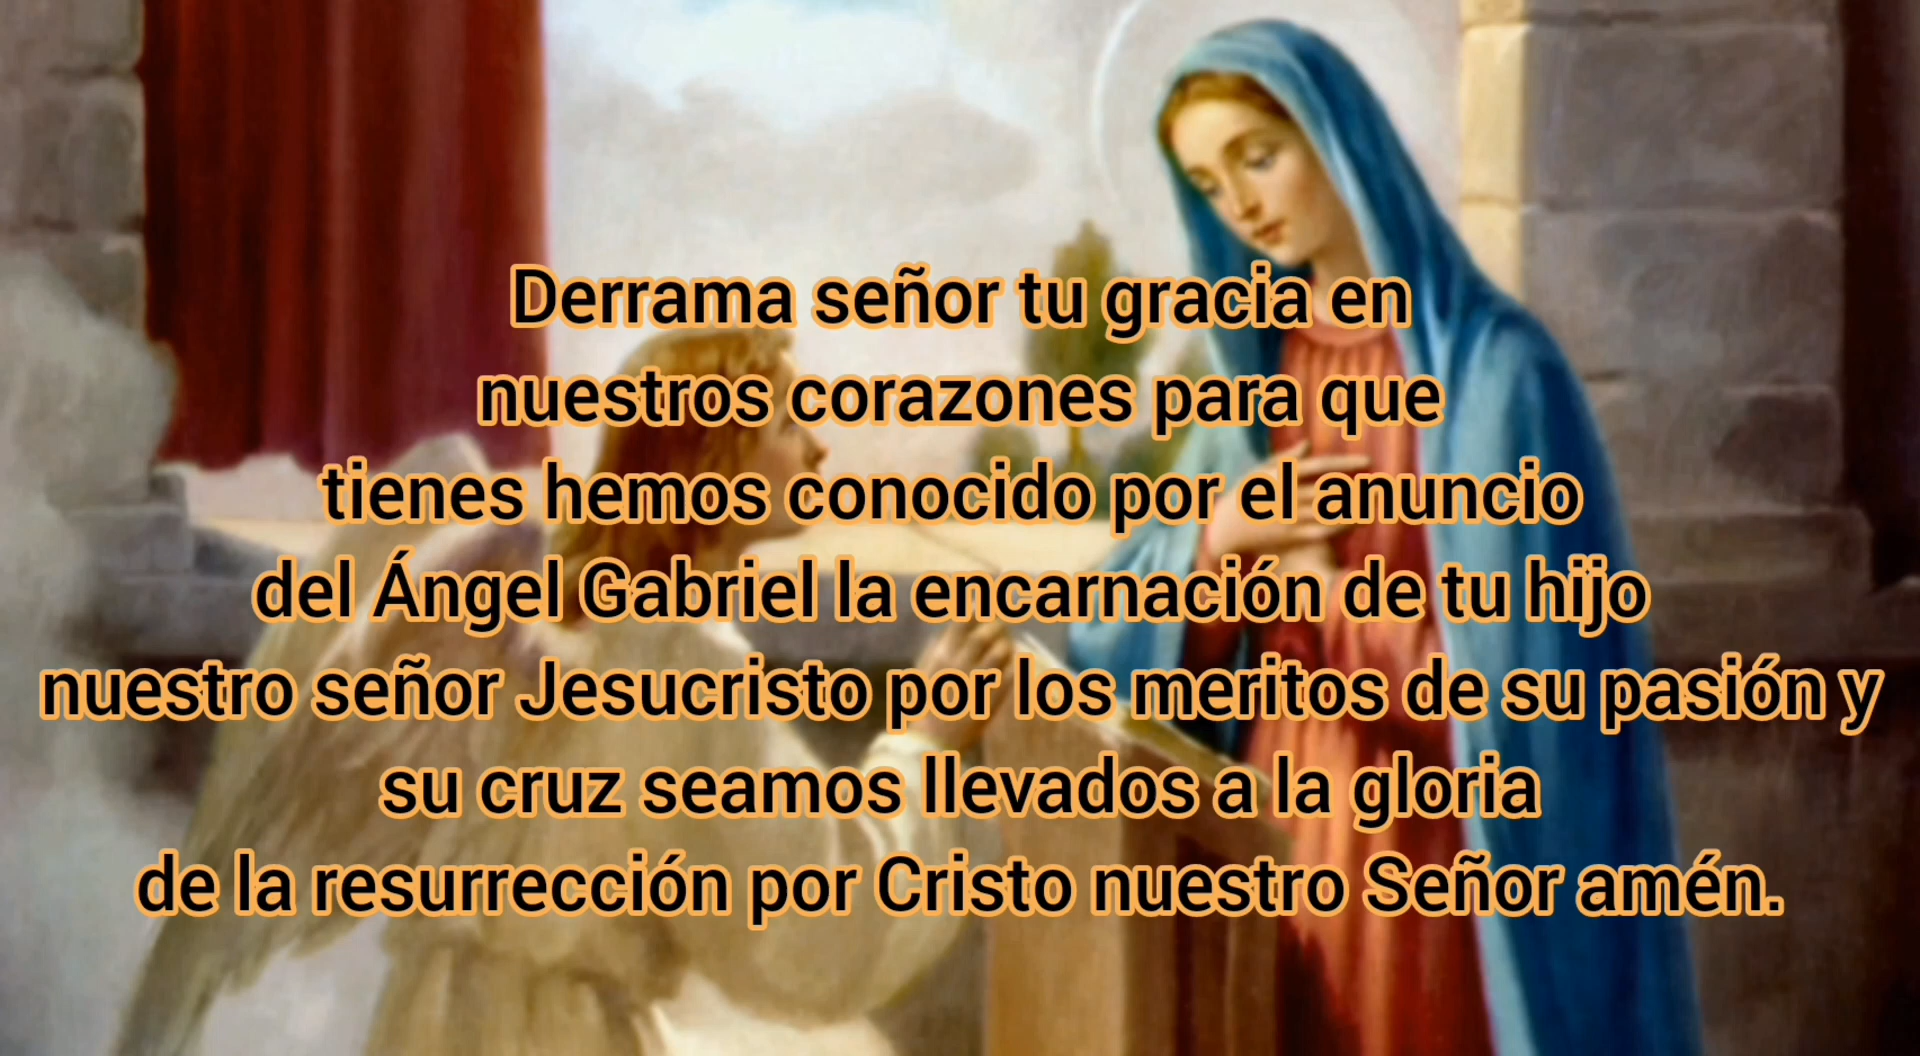 Derrama señor tu gracia en
nuestros corazones para que
tienes hemos conocido por el anuncio
del Ángel Gabriel la encarnación de tu hijo
nuestro señor Jesucristo por los meritos de su pasión y
su cruz seamos llevados a la gloria
de la resurrección por Cristo nuestro Señor amén.